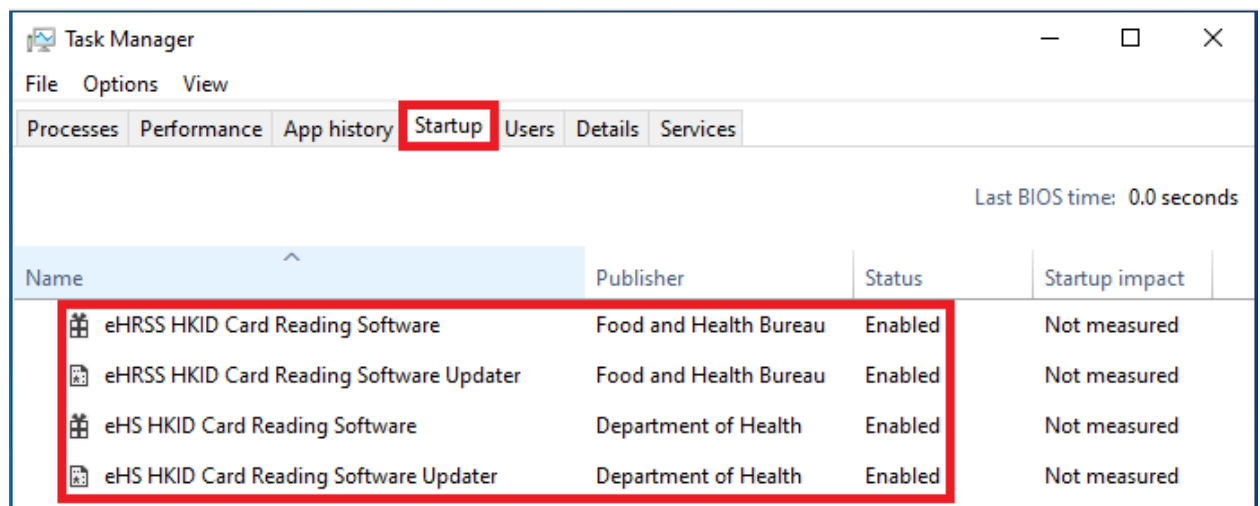 Task Manager
File Options View
Processes Performance App history Startup Users Details Services
Last BIOS time: 0.0 seconds
Name Publisher Status Startup impact
eHRSS HKID Card Reading Software Food and Health Bureau Enabled Not measured
eHRSS HKID Card Reading Software Updater Food and Health Bureau Enabled Not measured
eHS HKID Card Reading Software Department of Health Enabled Not measured
eHS HKID Card Reading Software Updater Department of Health Enabled Not measured